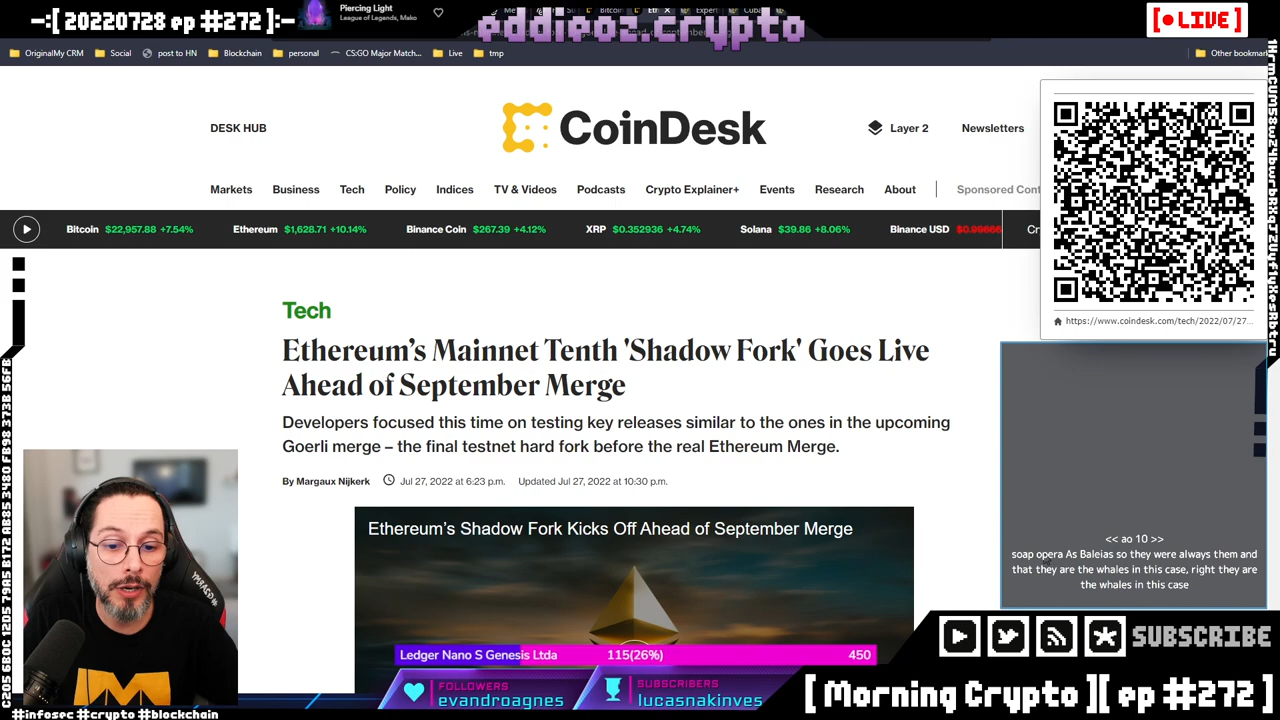 -:[ 20220728 ep #272 ]:-
Piercing Light
League of Legends, Mako
eddieoz.crypto
[● LIVE ]
OriginalMy CRM
Social
post to HN
Blockchain
personal
CS:GO Major Match...
Live
tmp
Other bookmar
DESK HUB
CoinDesk
Layer 2
Newsletters
Markets
Business
Tech
Policy
Indices
TV & Videos
Podcasts
Crypto Explainer+
Events
Research
About
Sponsored Cont
Bitcoin $22,957.88 +7.54%
Ethereum $1,628.71 +10.14%
Binance Coin $267.39 +4.12%
XRP $0.352936 +4.74%
Solana $39.86 +8.06%
Binance USD
Cr
https://www.coindesk.com/tech/2022/07/27...
Tech
Ethereum's Mainnet Tenth 'Shadow Fork' Goes Live
Ahead of September Merge
Developers focused this time on testing key releases similar to the ones in the upcoming
Goerli merge – the final testnet hard fork before the real Ethereum Merge.
By Margaux Nijkerk
Jul 27, 2022 at 6:23 p.m.
Updated Jul 27, 2022 at 10:30 p.m.
Ethereum's Shadow Fork Kicks Off Ahead of September Merge
<< ao 10 >>
soap opera As Baleias so they were always them and
that they are the whales in this case, right they are
the whales in this case
Ledger Nano S Genesis Ltda
115(26%)
450
FOLLOWERS
evandroagnes
SUBSCRIBERS
lucasnakinves
SUBSCRIBE
[ Morning Crypto ][ ep #272 ]
#infosec #crypto #blockchain